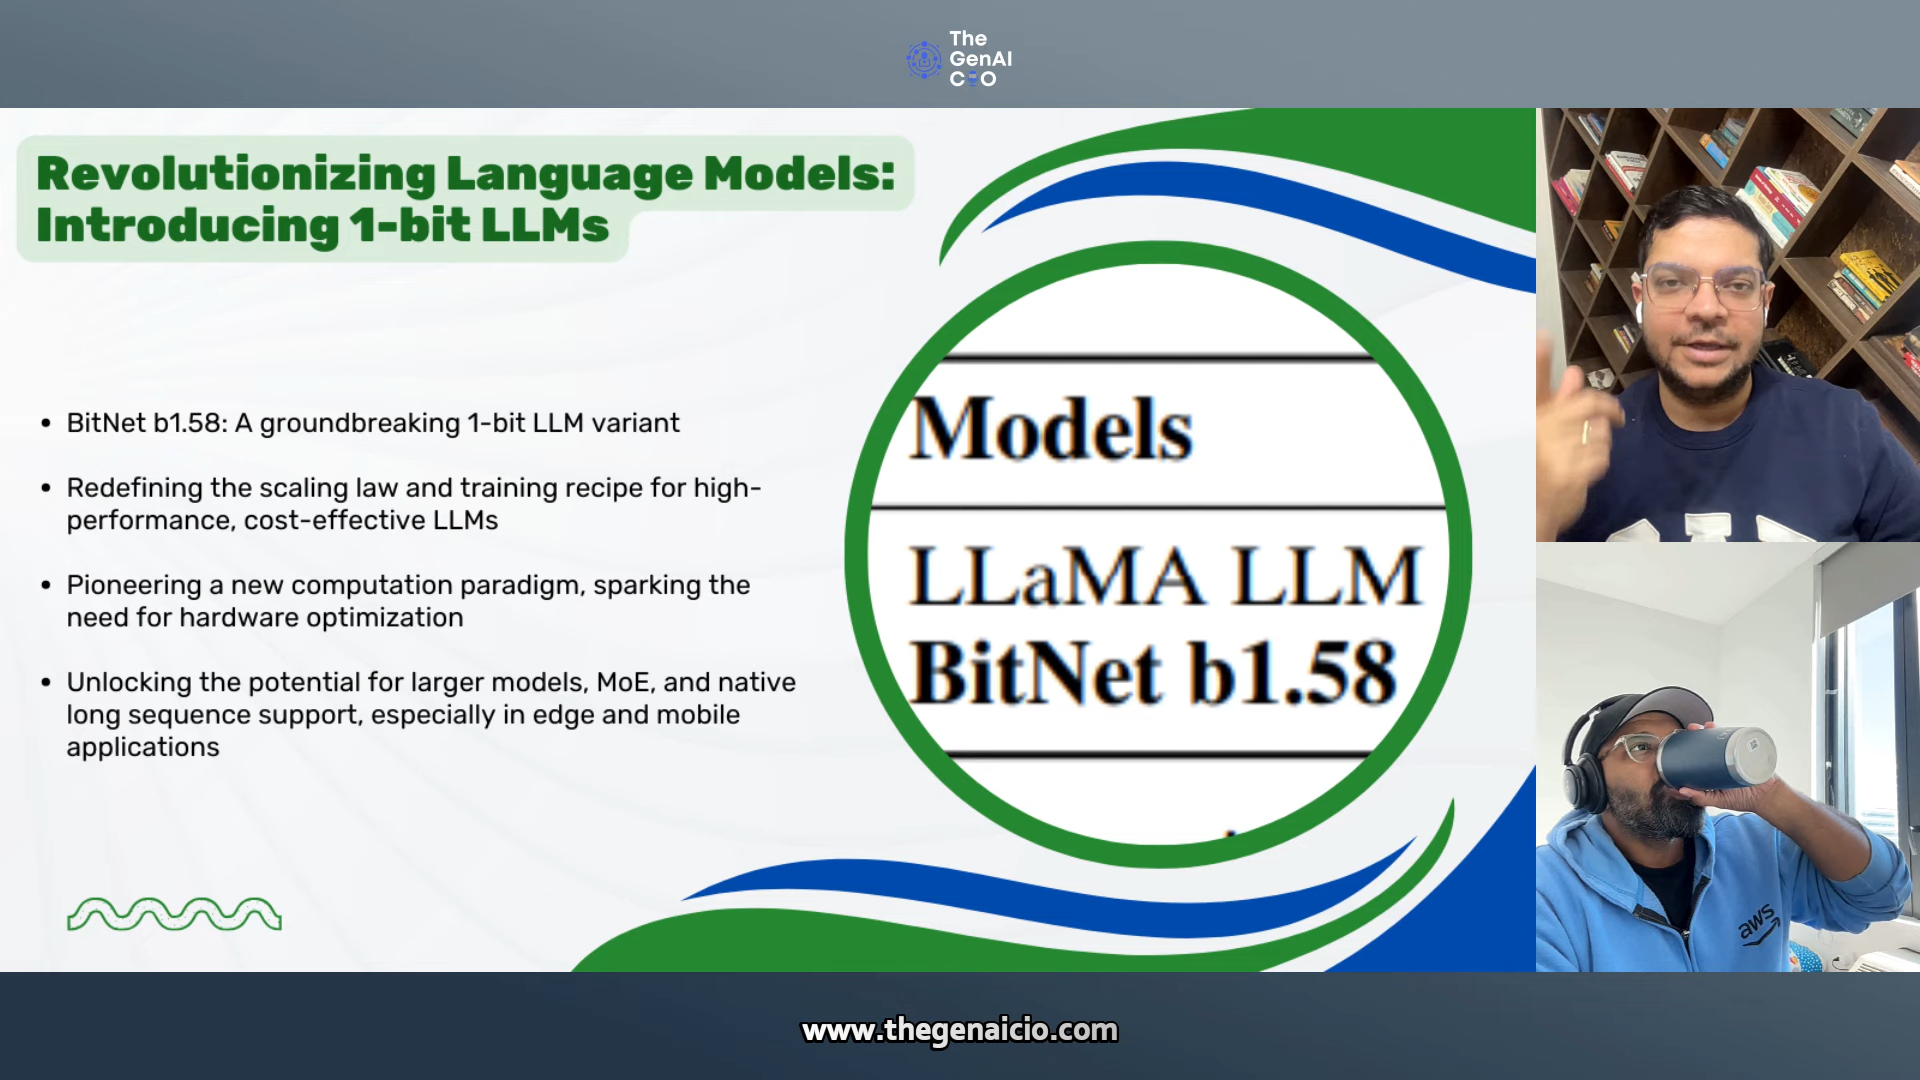 The
GenAI
CIO
Revolutionizing Language Models:
Introducing 1-bit LLMs
• BitNet b1.58: A groundbreaking 1-bit LLM variant
• Redefining the scaling law and training recipe for high-
performance, cost-effective LLMs
• Pioneering a new computation paradigm, sparking the
need for hardware optimization
• Unlocking the potential for larger models, MoE, and native
long sequence support, especially in edge and mobile
applications
Models
LLaMA LLM
BitNet b1.58
aws
www.thegenaicio.com